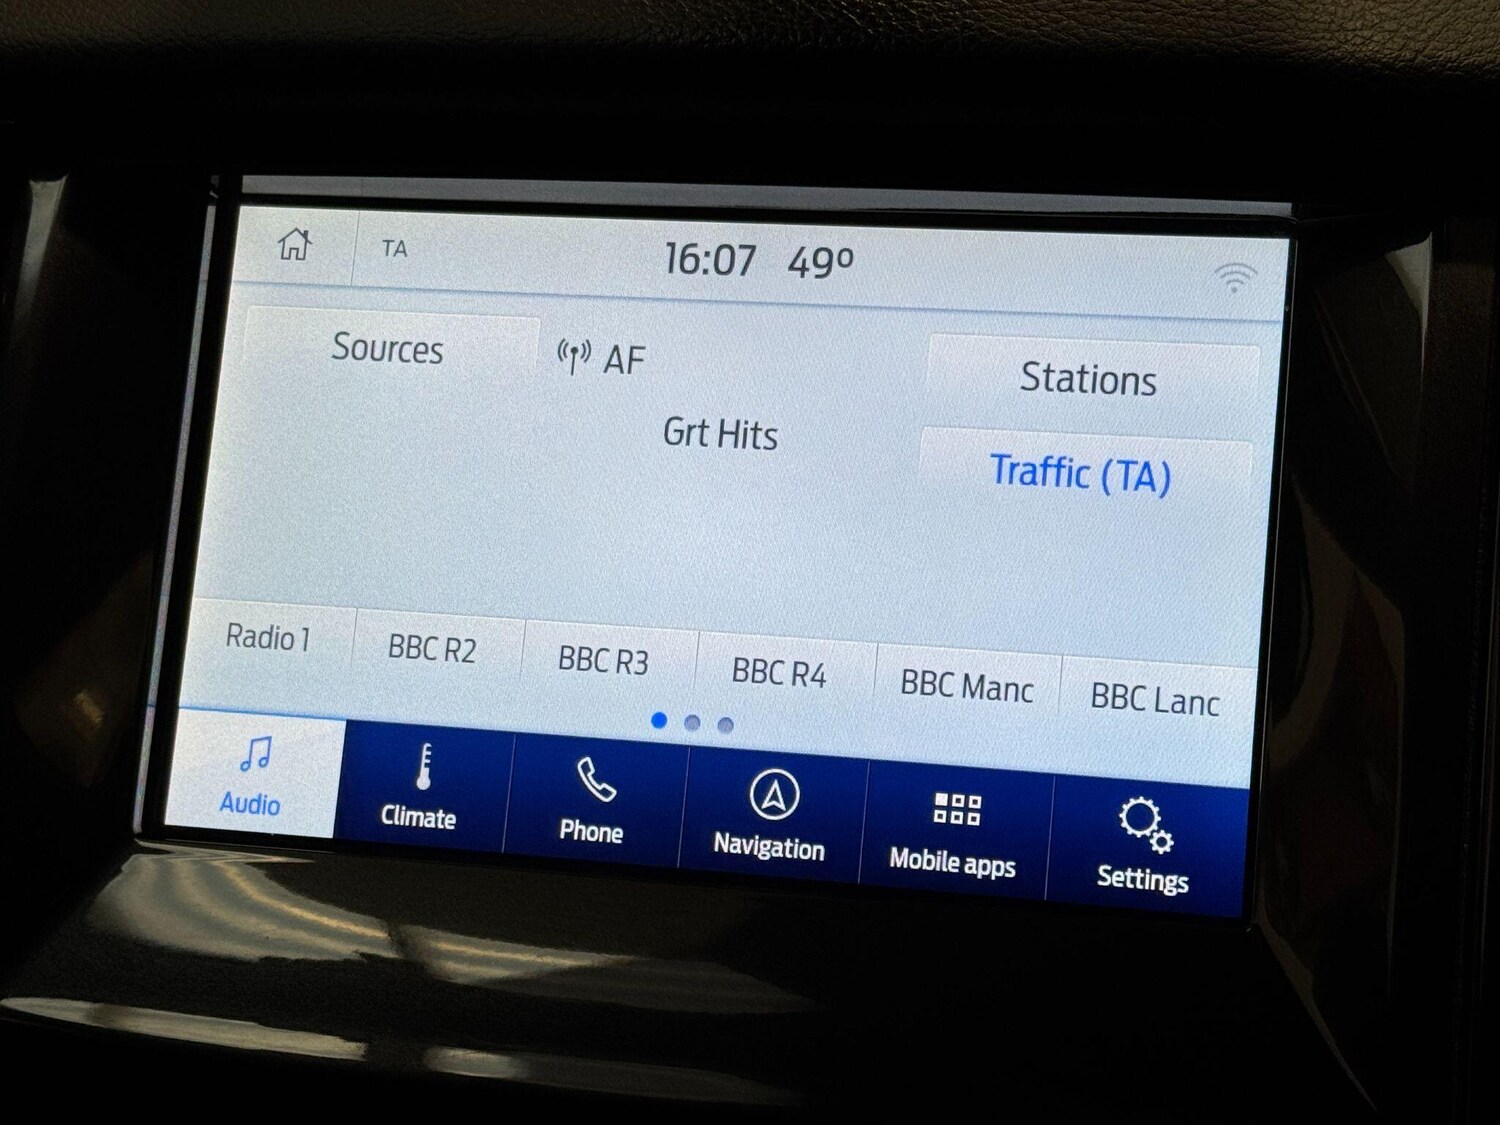 TA
16:07 49º
Sources
AF
Stations
Grt Hits
Traffic (TA)
Radio 1
BBC R2
BBC R3
BBC R4
BBC Manc
BBC Lanc
Audio
Climate
Phone
Navigation
Mobile apps
Settings